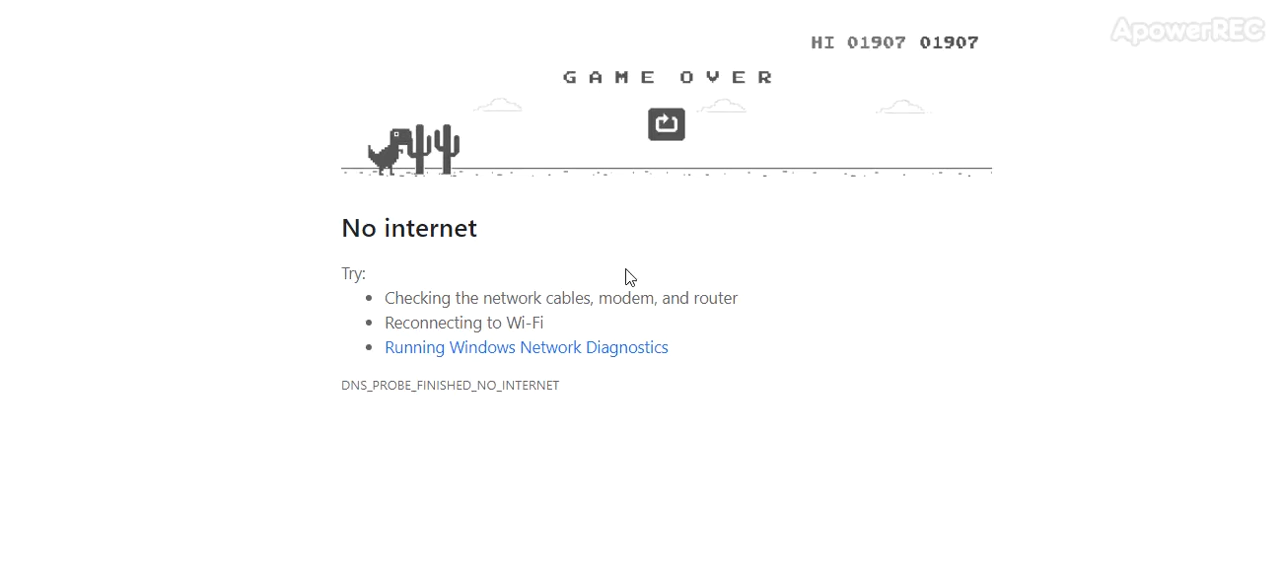 ApowerREC
HI 01907 01907
GAME OVER
No internet
Try:
Checking the network cables, modem, and router
Reconnecting to Wi-Fi
Running Windows Network Diagnostics
DNS_PROBE_FINISHED_NO_INTERNET